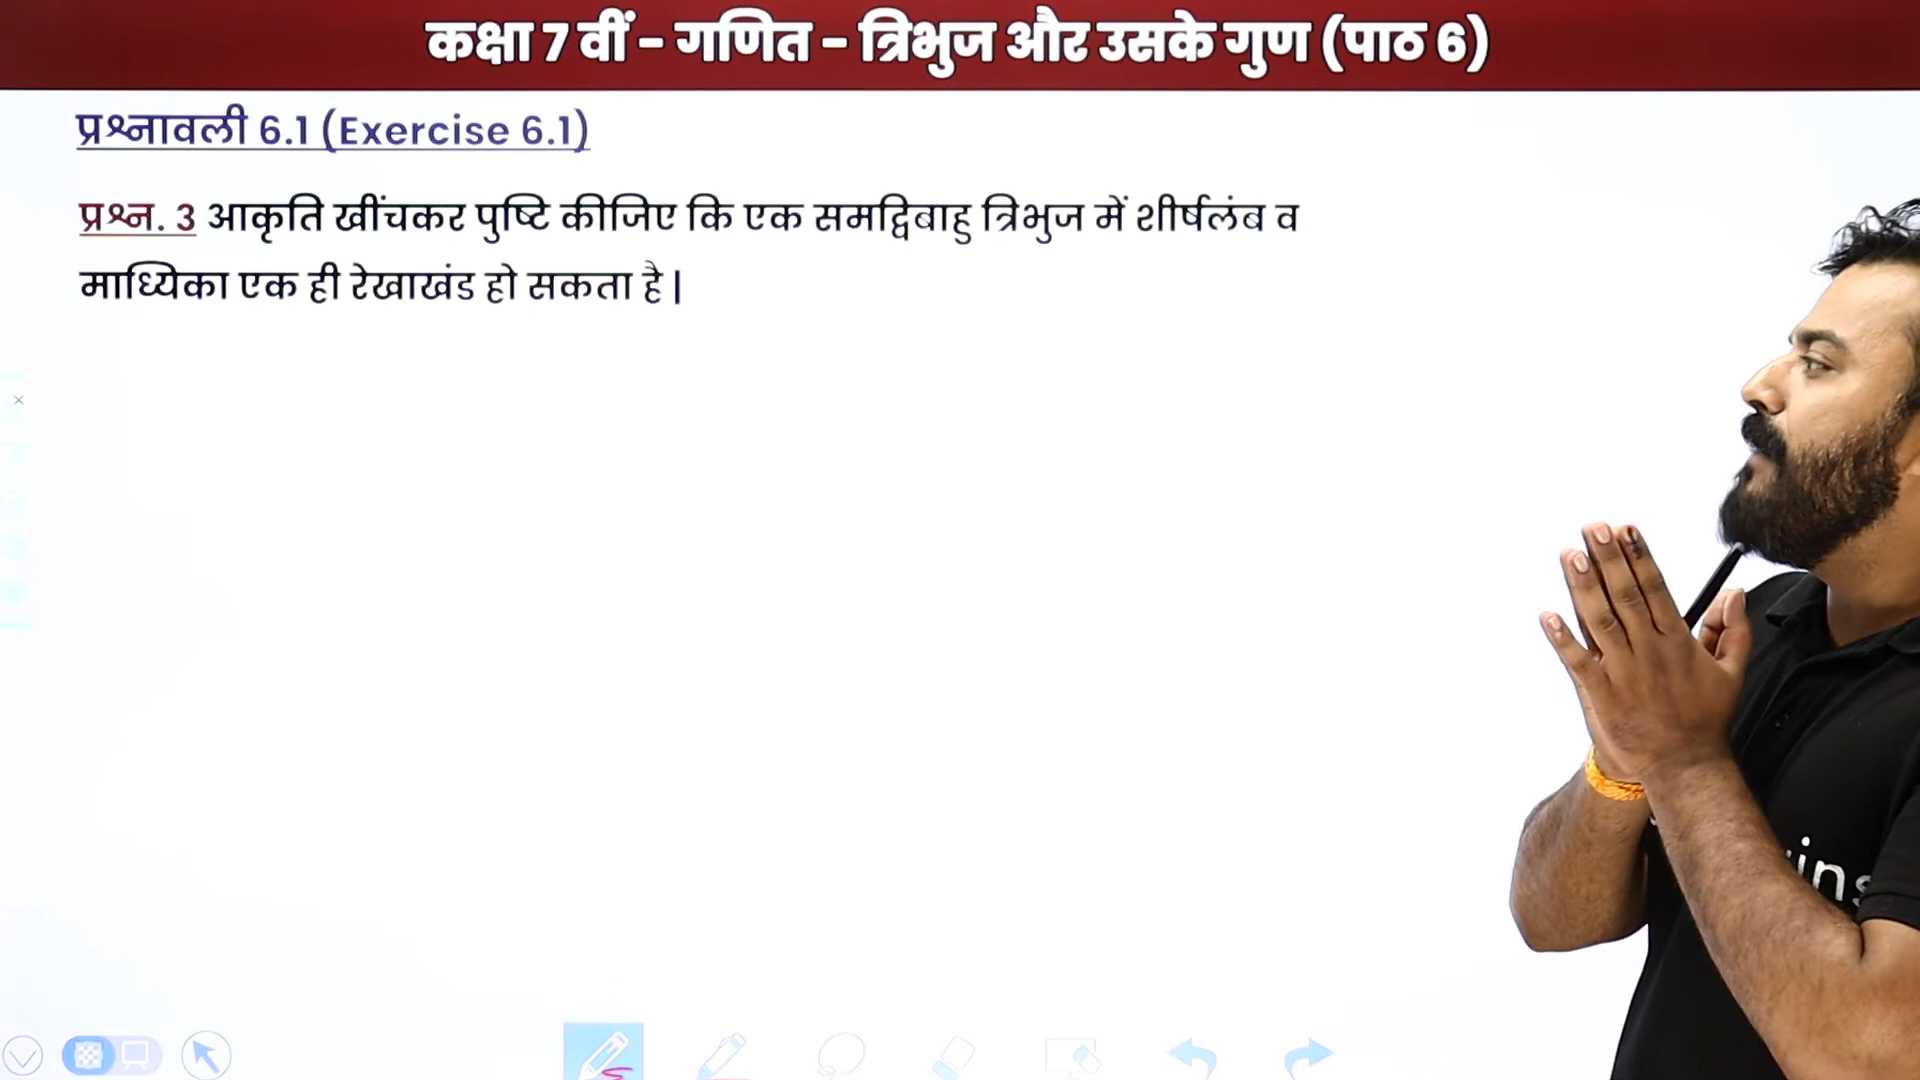 कक्षा 7 वीं - गणित - त्रिभुज और उसके गुण (पाठ 6)
प्रश्नावली 6.1 (Exercise 6.1)
प्रश्न. 3 आकृति खींचकर पुष्टि कीजिए कि एक समद्विबाहु त्रिभुज में शीर्षलंब व
माध्यिका एक ही रेखाखंड हो सकता है |